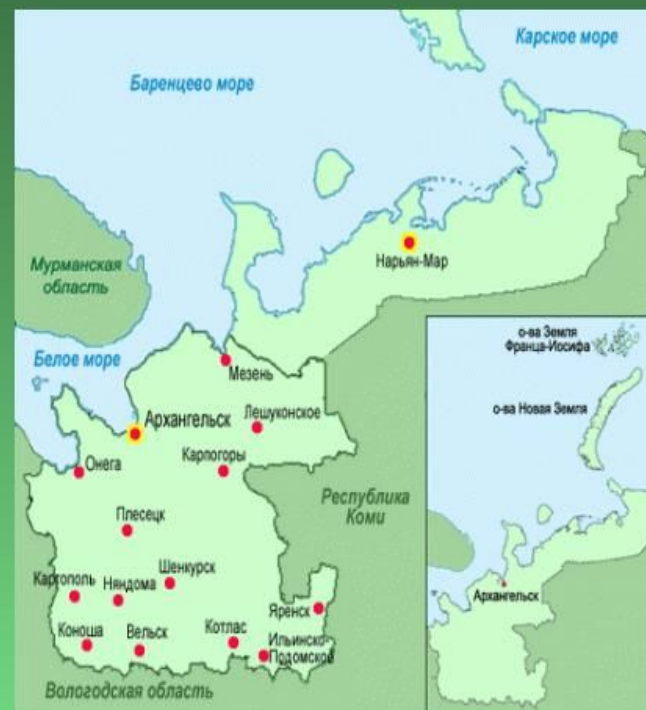 Карское море
Баренцево море
Нарьян-Мар
Мурманская
область
Белое море
Мезень
Архангельск
Лешуконское
Онега
Карпогоры
Плесецк
Республика
Коми
Шенкурск
Каргополь
Няндома
Яренск
Коноша
Вельск
Котлас
Ильинско-
Подомское
Вологодская область
о-ва Земля
Франца-Иосифа
о-ва Новая Земля
Архангельск